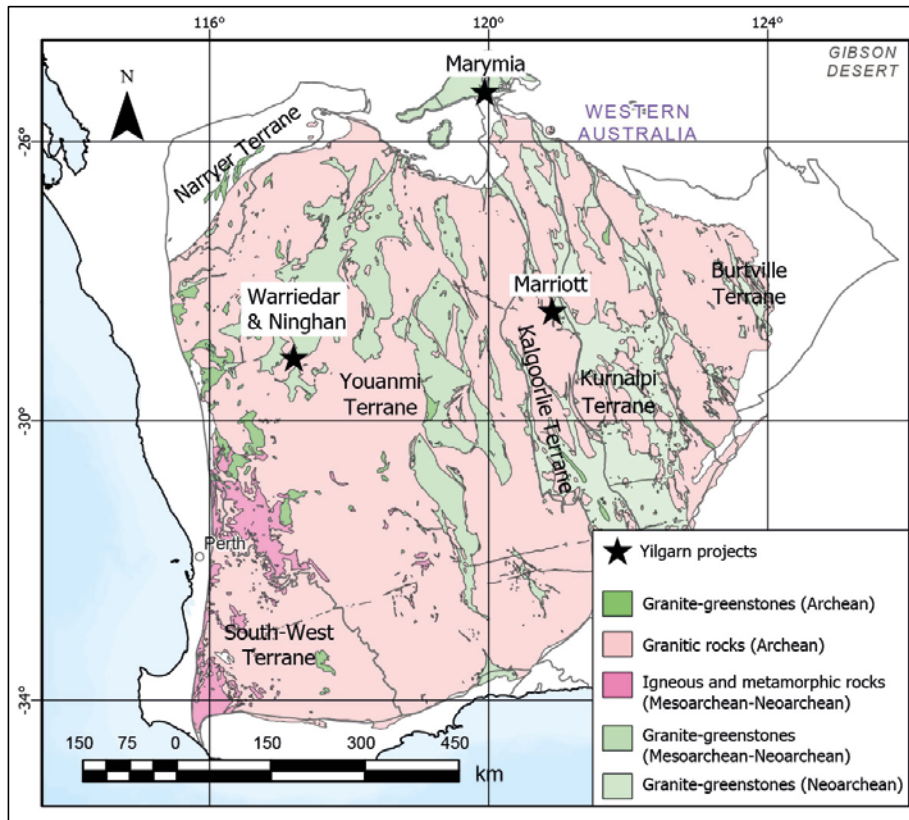 116°
120°
124°
GIBSON
DESERT
Marymia
N
WESTERN
AUSTRALIA
-26°
Narryer Terrane
Burtville
Terrane
Warriedar
& Ninghan
Marriott
Youanmi
Terrane
Kalgoorlie Terrane
Kurnalpi
Terrane
-30°
Perth
South-West
Terrane
-34°
150 75 0 150 300 450
km
Yilgarn projects
Granite-greenstones (Archean)
Granitic rocks (Archean)
Igneous and metamorphic rocks
(Mesoarchean-Neoarchean)
Granite-greenstones
(Mesoarchean-Neoarchean)
Granite-greenstones (Neoarchean)